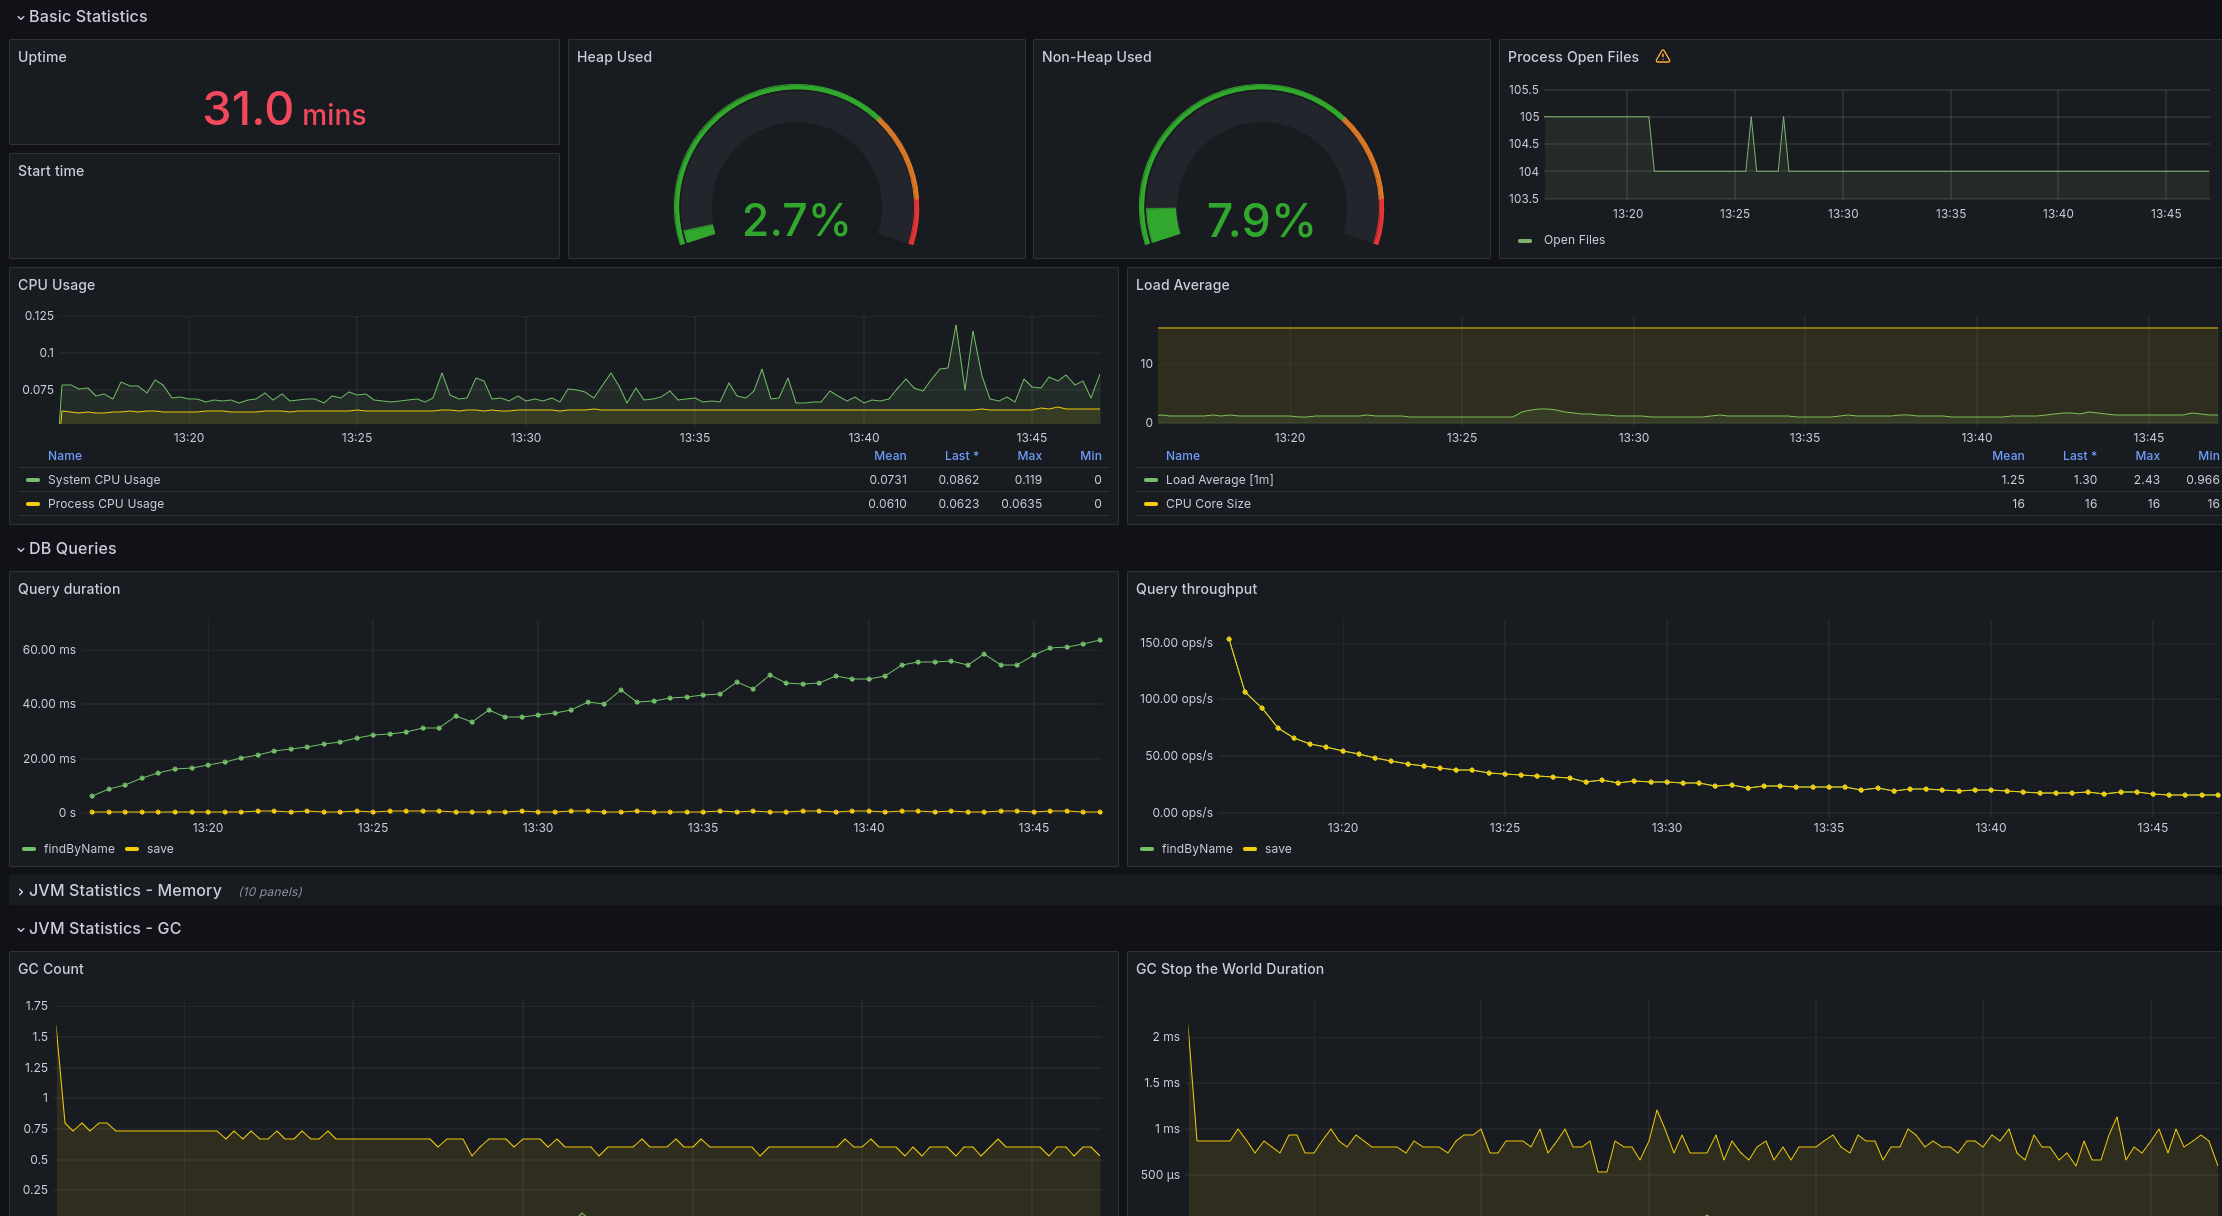 Basic Statistics
Uptime
31.0 mins
Start time
Heap Used
2.7%
Non-Heap Used
7.9%
Process Open Files
105.5
105
104.5
104
103.5
13:20 13:25 13:30 13:35 13:40 13:45
Open Files
CPU Usage
0.125
0.1
0.075
13:20 13:25 13:30 13:35 13:40 13:45
Name Mean Last * Max Min
System CPU Usage 0.0731 0.0862 0.119 0
Process CPU Usage 0.0610 0.0623 0.0635 0
Load Average
10
0
13:20 13:25 13:30 13:35 13:40 13:45
Name Mean Last * Max Min
Load Average [1m] 1.25 1.30 2.43 0.966
CPU Core Size 16 16 16 16
DB Queries
Query duration
60.00 ms
40.00 ms
20.00 ms
0 s
13:20 13:25 13:30 13:35 13:40 13:45
findByName save
Query throughput
150.00 ops/s
100.00 ops/s
50.00 ops/s
0.00 ops/s
13:20 13:25 13:30 13:35 13:40 13:45
findByName save
JVM Statistics - Memory (10 panels)
JVM Statistics - GC
GC Count
1.75
1.5
1.25
1
0.75
0.5
0.25
GC Stop the World Duration
2 ms
1.5 ms
1 ms
500 µs